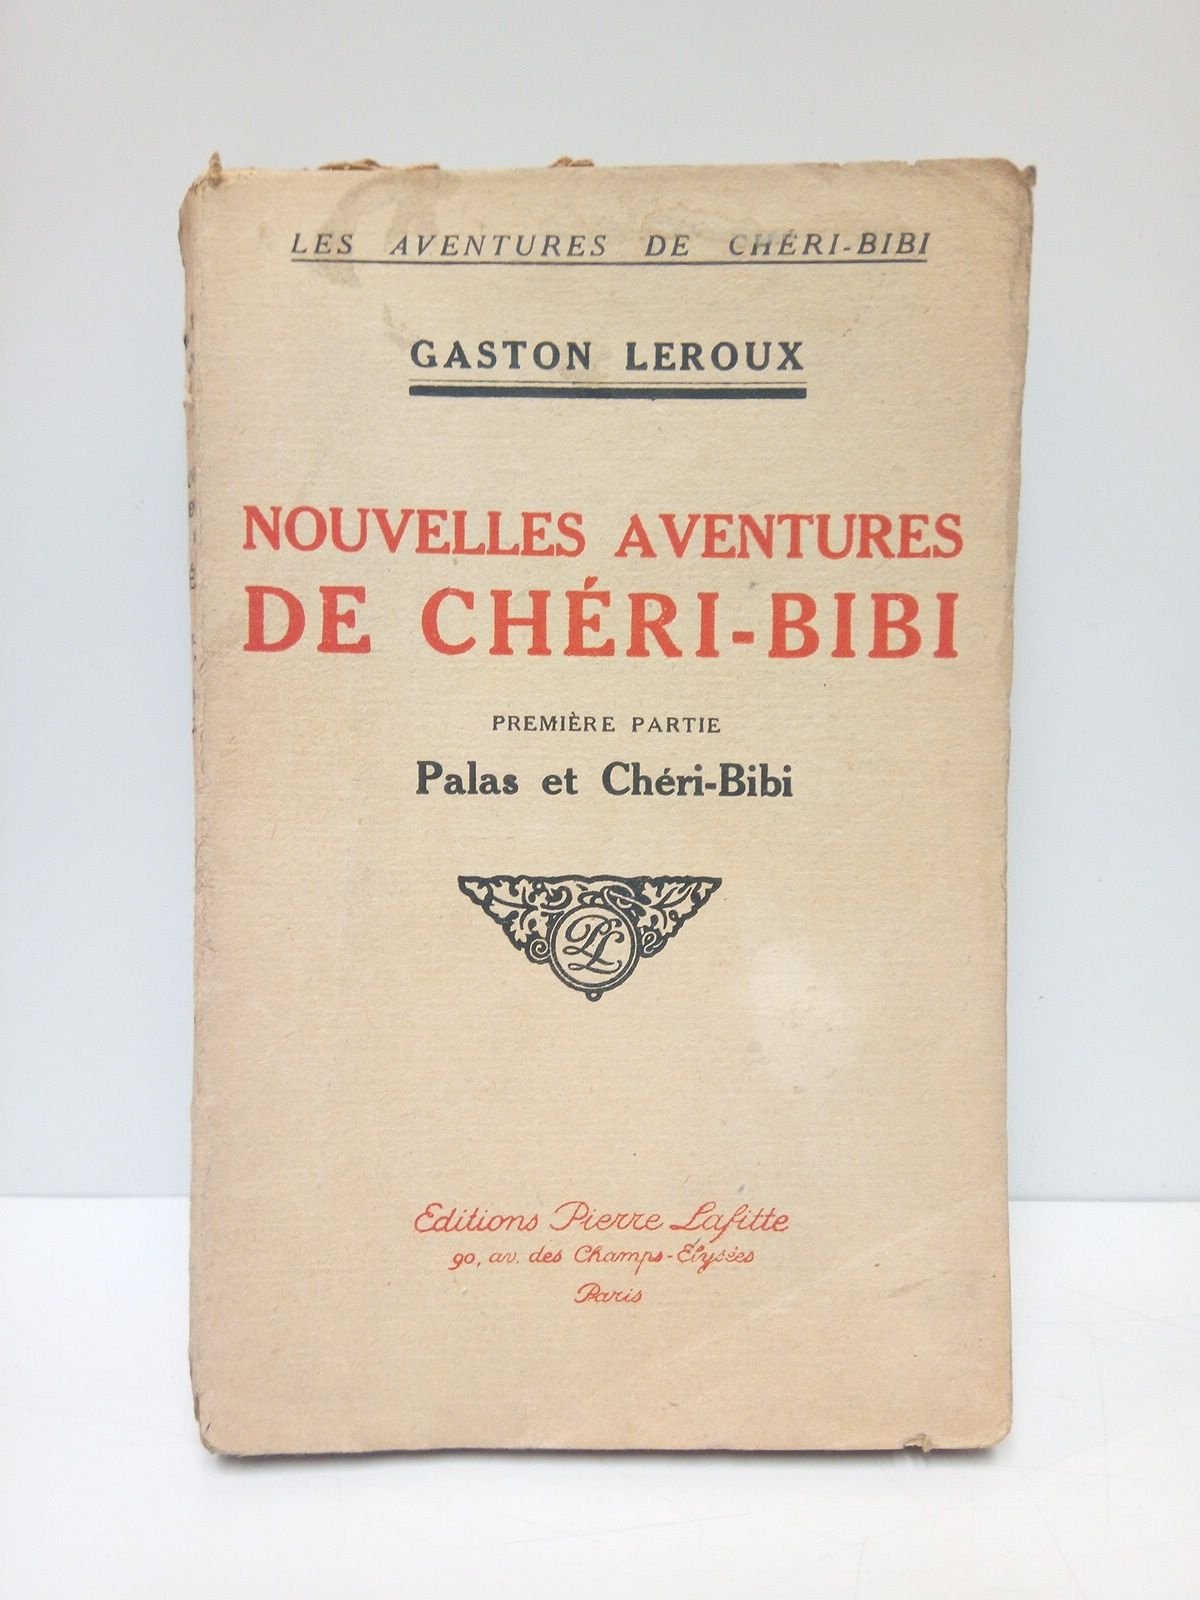 LES AVENTURES DE CHÉRI-BIBI
GASTON LEROUX
NOUVELLES AVENTURES
DE CHÉRI-BIBI
PREMIÈRE PARTIE
Palas et Chéri-Bibi
PL
Editions Pierre Lafitte
90, av. des Champs-Elysées
Paris